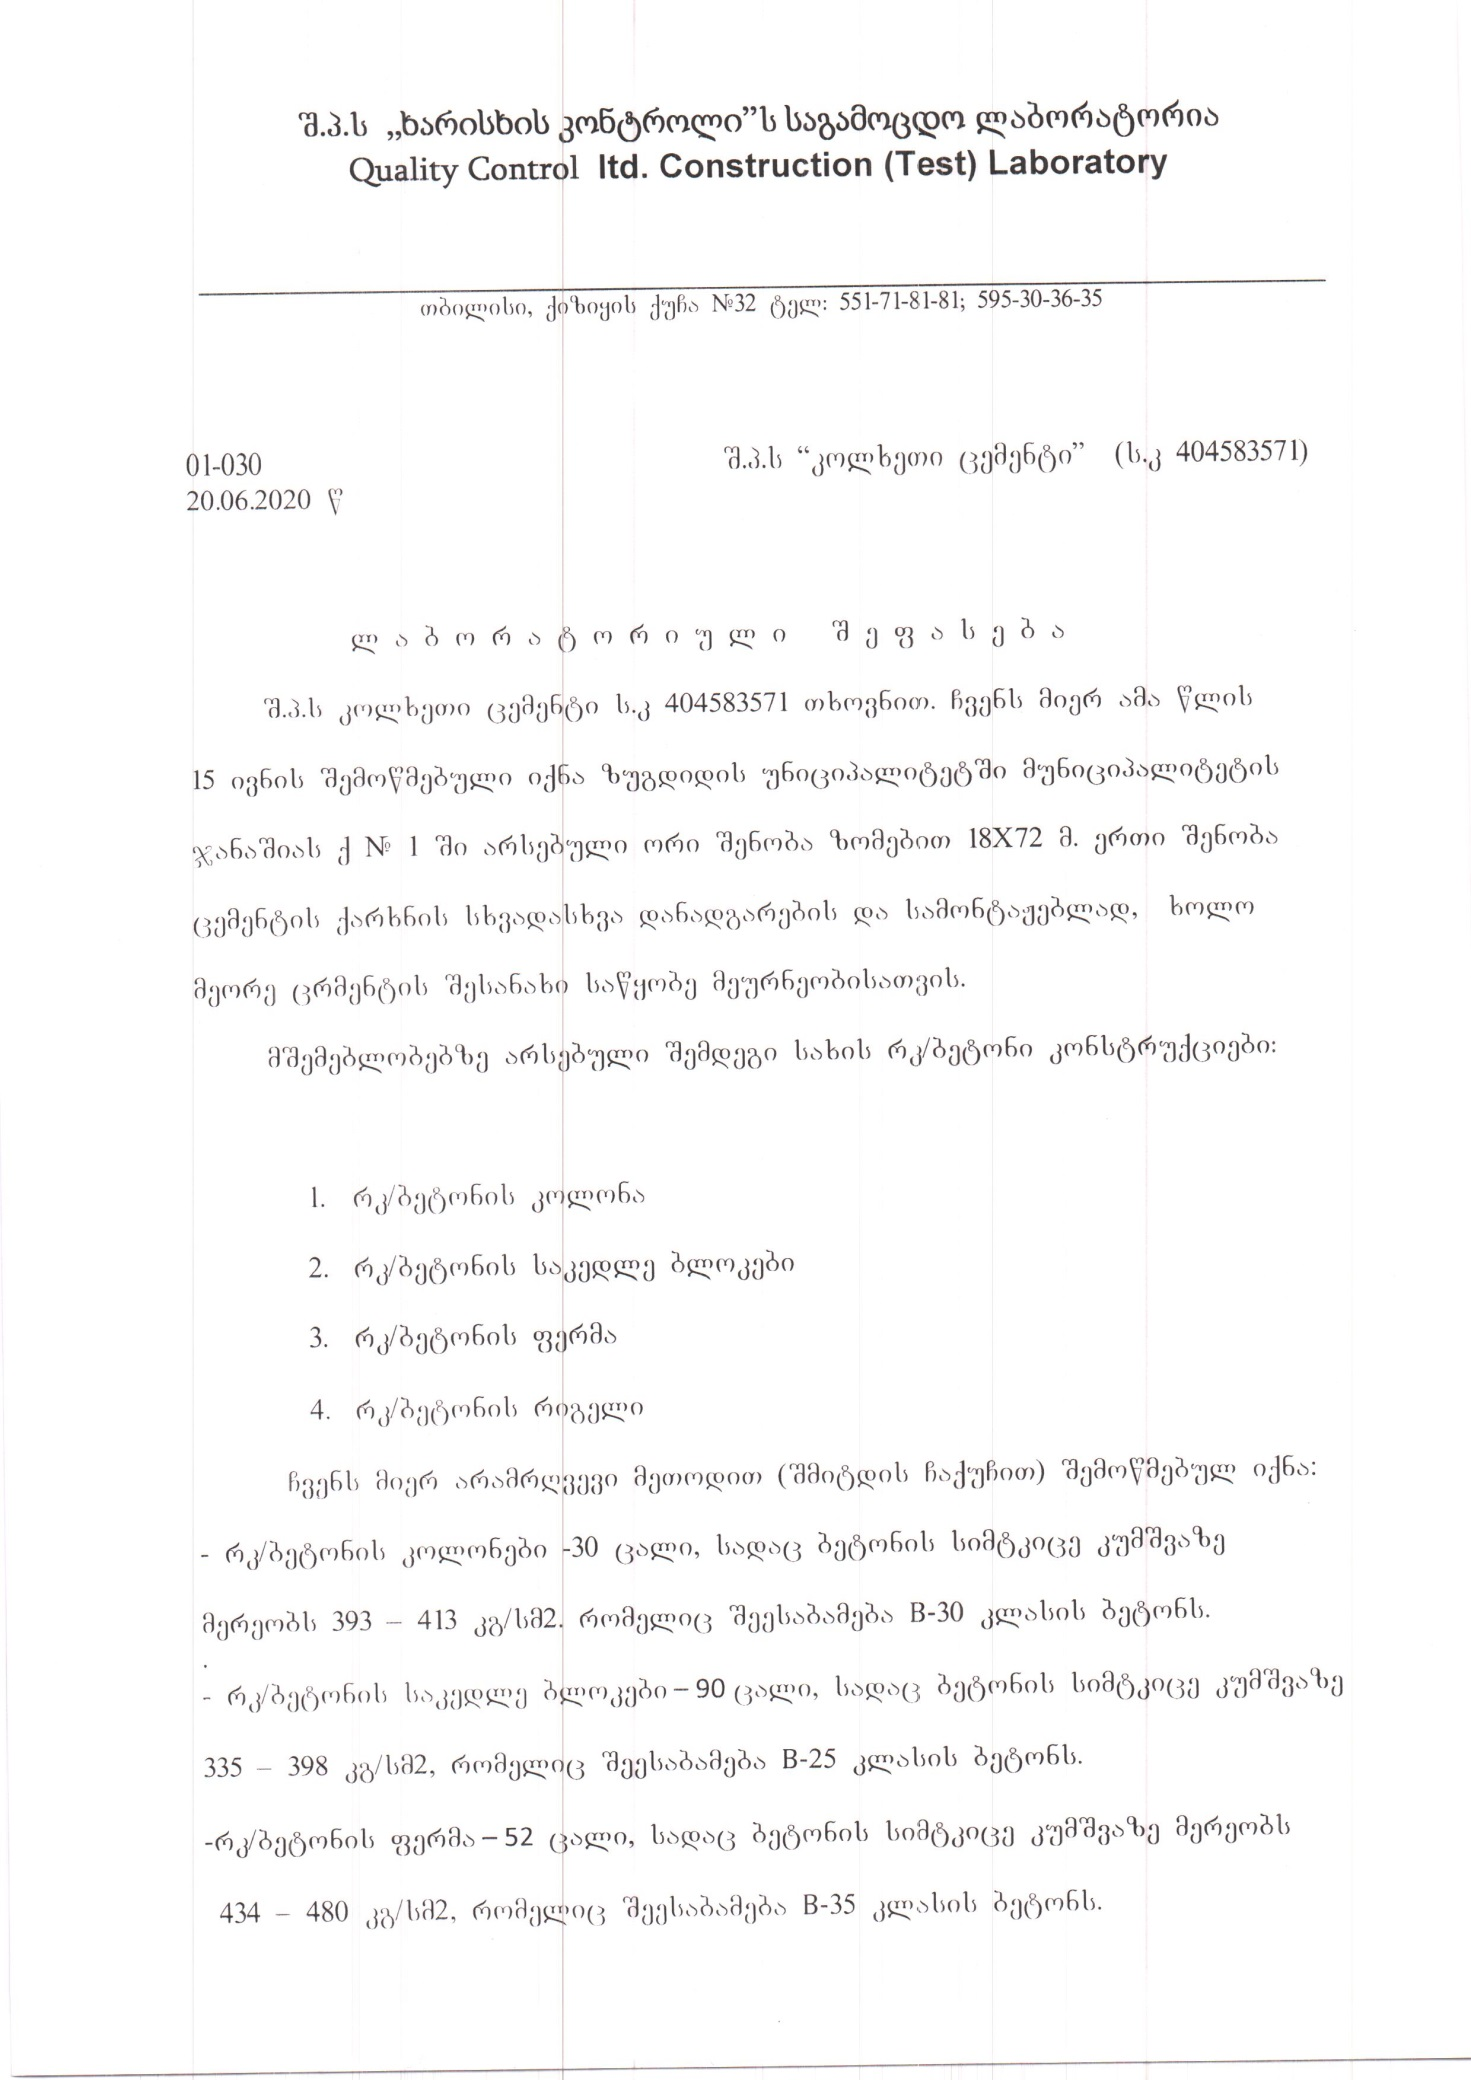 შ.პ.ს „ხარისხის კონტროლი”ს საგამოცდო ლაბორატორია
Quality Control ltd. Construction (Test) Laboratory
თბილისი, ქიზიყის ქუჩა №32 ტელ: 551-71-81-81; 595-30-36-35
01-030
შ.პ.ს “კოლხეთი ცემენტი” (ს.კ 404583571)
20.06.2020 წ
ლ ა ბ ო რ ა ტ ო რ ი უ ლ ი შ ე ფ ა ს ე ბ ა
შ.პ.ს კოლხეთი ცემენტი ს.კ 404583571 თხოვნით. ჩვენს მიერ ამა წლის
15 ივნის შემოწმებული იქნა ზუგდიდის უნიციპალიტეტში მუნიციპალიტეტის
ჯანაშიას ქ № 1 ში არსებული ორი შენობა ზომებით 18X72 მ. ერთი შენობა
ცემენტის ქარხნის სხვადასხვა დანადგარების და სამონტაჟებლად, ხოლო
მეორე ცრმენტის შესანახი საწყობე მეურნეობისათვის.
მშემებლობებზე არსებული შემდეგი სახის რკ/ბეტონი კონსტრუქციები:
1. რკ/ბეტონის კოლონა
2. რკ/ბეტონის საკედლე ბლოკები
3. რკ/ბეტონის ფერმა
4. რკ/ბეტონის რიგელი
ჩვენს მიერ არამრღვევი მეთოდით (შმიტდის ჩაქუჩით) შემოწმებულ იქნა:
- რკ/ბეტონის კოლონები -30 ცალი, სადაც ბეტონის სიმტკიცე კუმშვაზე
მერეობს 393 – 413 კგ/სმ2. რომელიც შეესაბამება B-30 კლასის ბეტონს.
.
- რკ/ბეტონის საკედლე ბლოკები – 90 ცალი, სადაც ბეტონის სიმტკიცე კუმშვაზე
335 – 398 კგ/სმ2, რომელიც შეესაბამება B-25 კლასის ბეტონს.
-რკ/ბეტონის ფერმა – 52 ცალი, სადაც ბეტონის სიმტკიცე კუმშვაზე მერეობს
434 – 480 კგ/სმ2, რომელიც შეესაბამება B-35 კლასის ბეტონს.